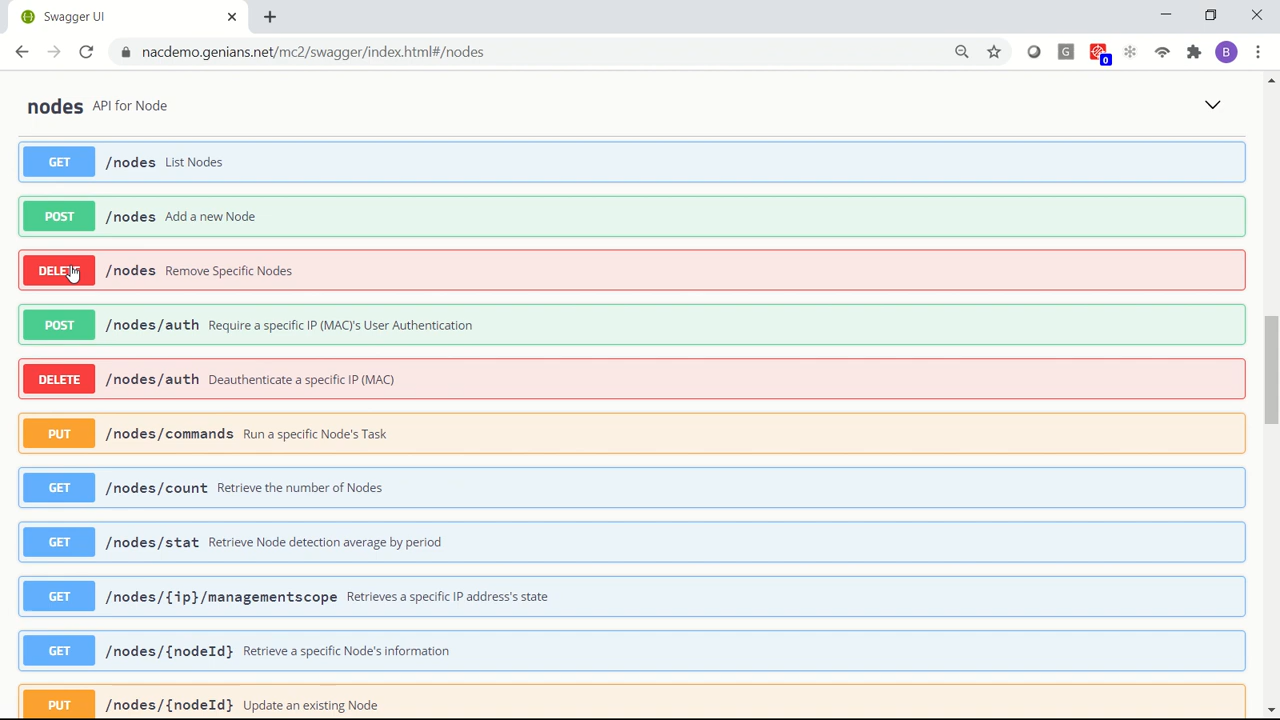 Swagger UI
nacdemo.genians.net/mc2/swagger/index.html#/nodes
G
0
B
nodes API for Node
GET /nodes List Nodes
POST /nodes Add a new Node
DELETE /nodes Remove Specific Nodes
POST /nodes/auth Require a specific IP (MAC)'s User Authentication
DELETE /nodes/auth Deauthenticate a specific IP (MAC)
PUT /nodes/commands Run a specific Node's Task
GET /nodes/count Retrieve the number of Nodes
GET /nodes/stat Retrieve Node detection average by period
GET /nodes/{ip}/managementscope Retrieves a specific IP address's state
GET /nodes/{nodeId} Retrieve a specific Node's information
PUT /nodes/{nodeId} Update an existing Node